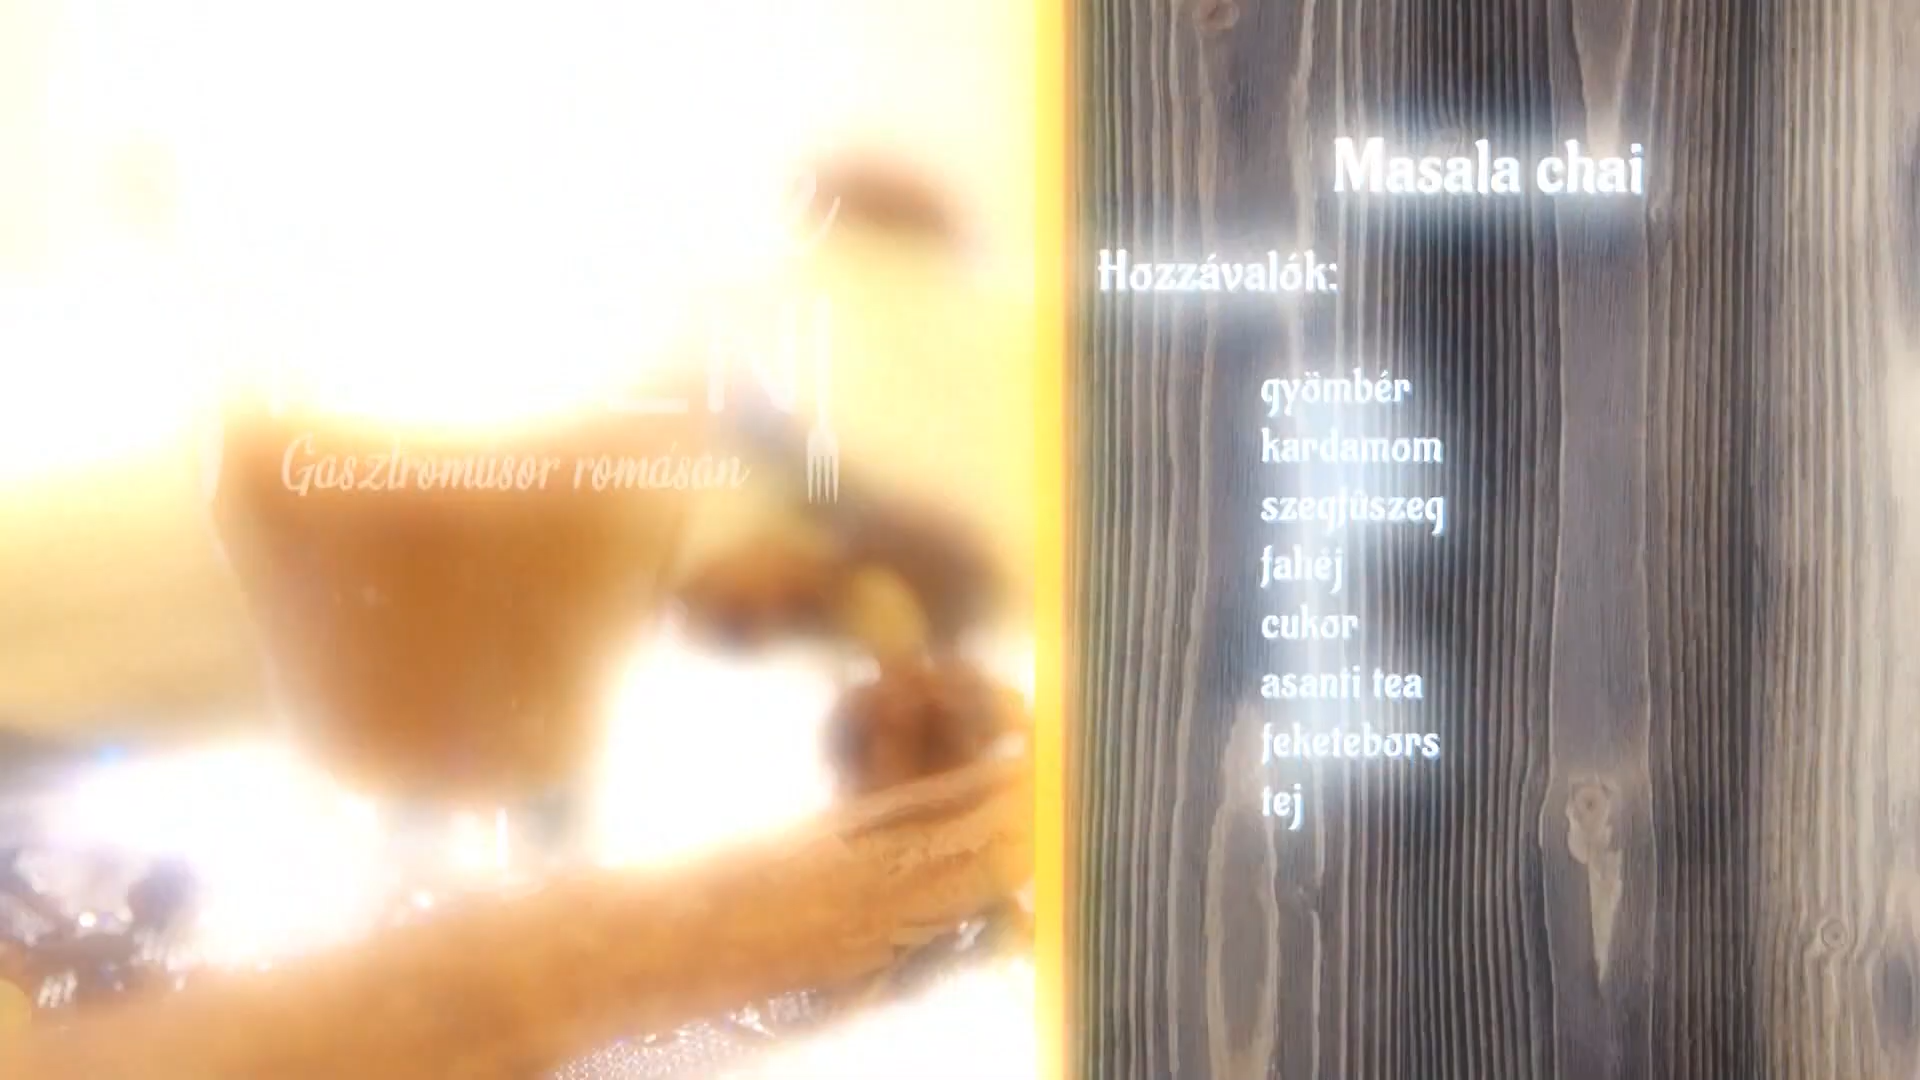 Masala chai
Hozzávalók:
gyömbér
kardamom
szegfűszeg
fahéj
cukor
asanti tea
feketebors
tej
Gasztroműsor romásan